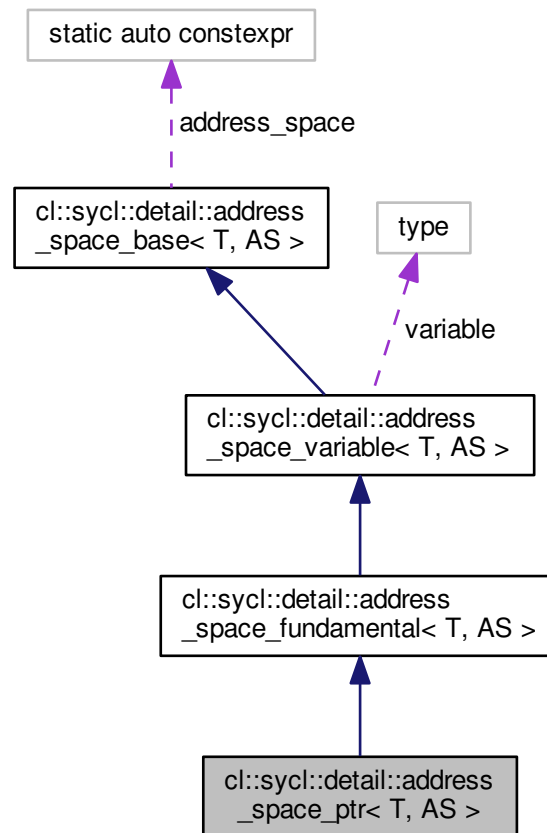 static auto constexpr
address_space
cl::sycl::detail::address
_space_base< T, AS >
type
variable
cl::sycl::detail::address
_space_variable< T, AS >
cl::sycl::detail::address
_space_fundamental< T, AS >
cl::sycl::detail::address
_space_ptr< T, AS >